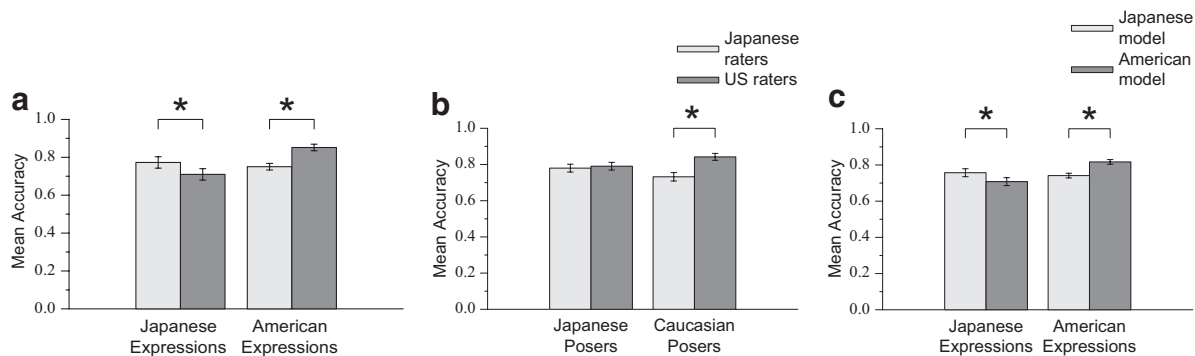 Japanese
raters
US raters
Japanese
model
American
model
a
b
c
*
*
*
*
*
Mean Accuracy
1.0
0.8
0.6
0.4
0.2
0.0
Japanese
Expressions
American
Expressions
Mean Accuracy
1.0
0.8
0.6
0.4
0.2
0.0
Japanese
Posers
Caucasian
Posers
Mean Accuracy
1.0
0.8
0.6
0.4
0.2
0.0
Japanese
Expressions
American
Expressions